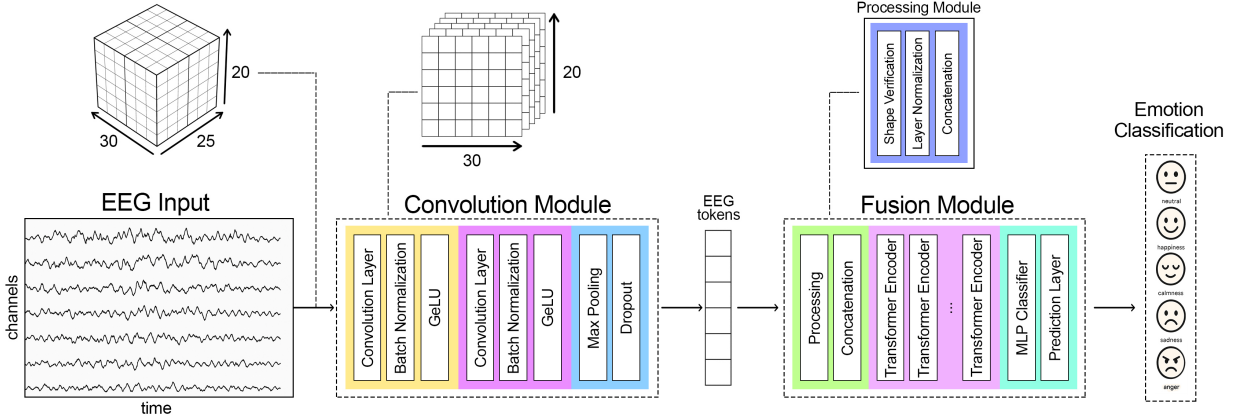 20
30
25
20
30
Processing Module
Shape Verification
Layer Normalization
Concatenation
Emotion
Classification
EEG Input
channels
time
Convolution Module
Convolution Layer
Batch Normalization
GeLU
Convolution Layer
Batch Normalization
GeLU
Max Pooling
Dropout
EEG
tokens
Fusion Module
Processing
Concatenation
Transformer Encoder
Transformer Encoder
...
Transformer Encoder
MLP Classifier
Prediction Layer
neutral
happiness
calmness
sadness
anger